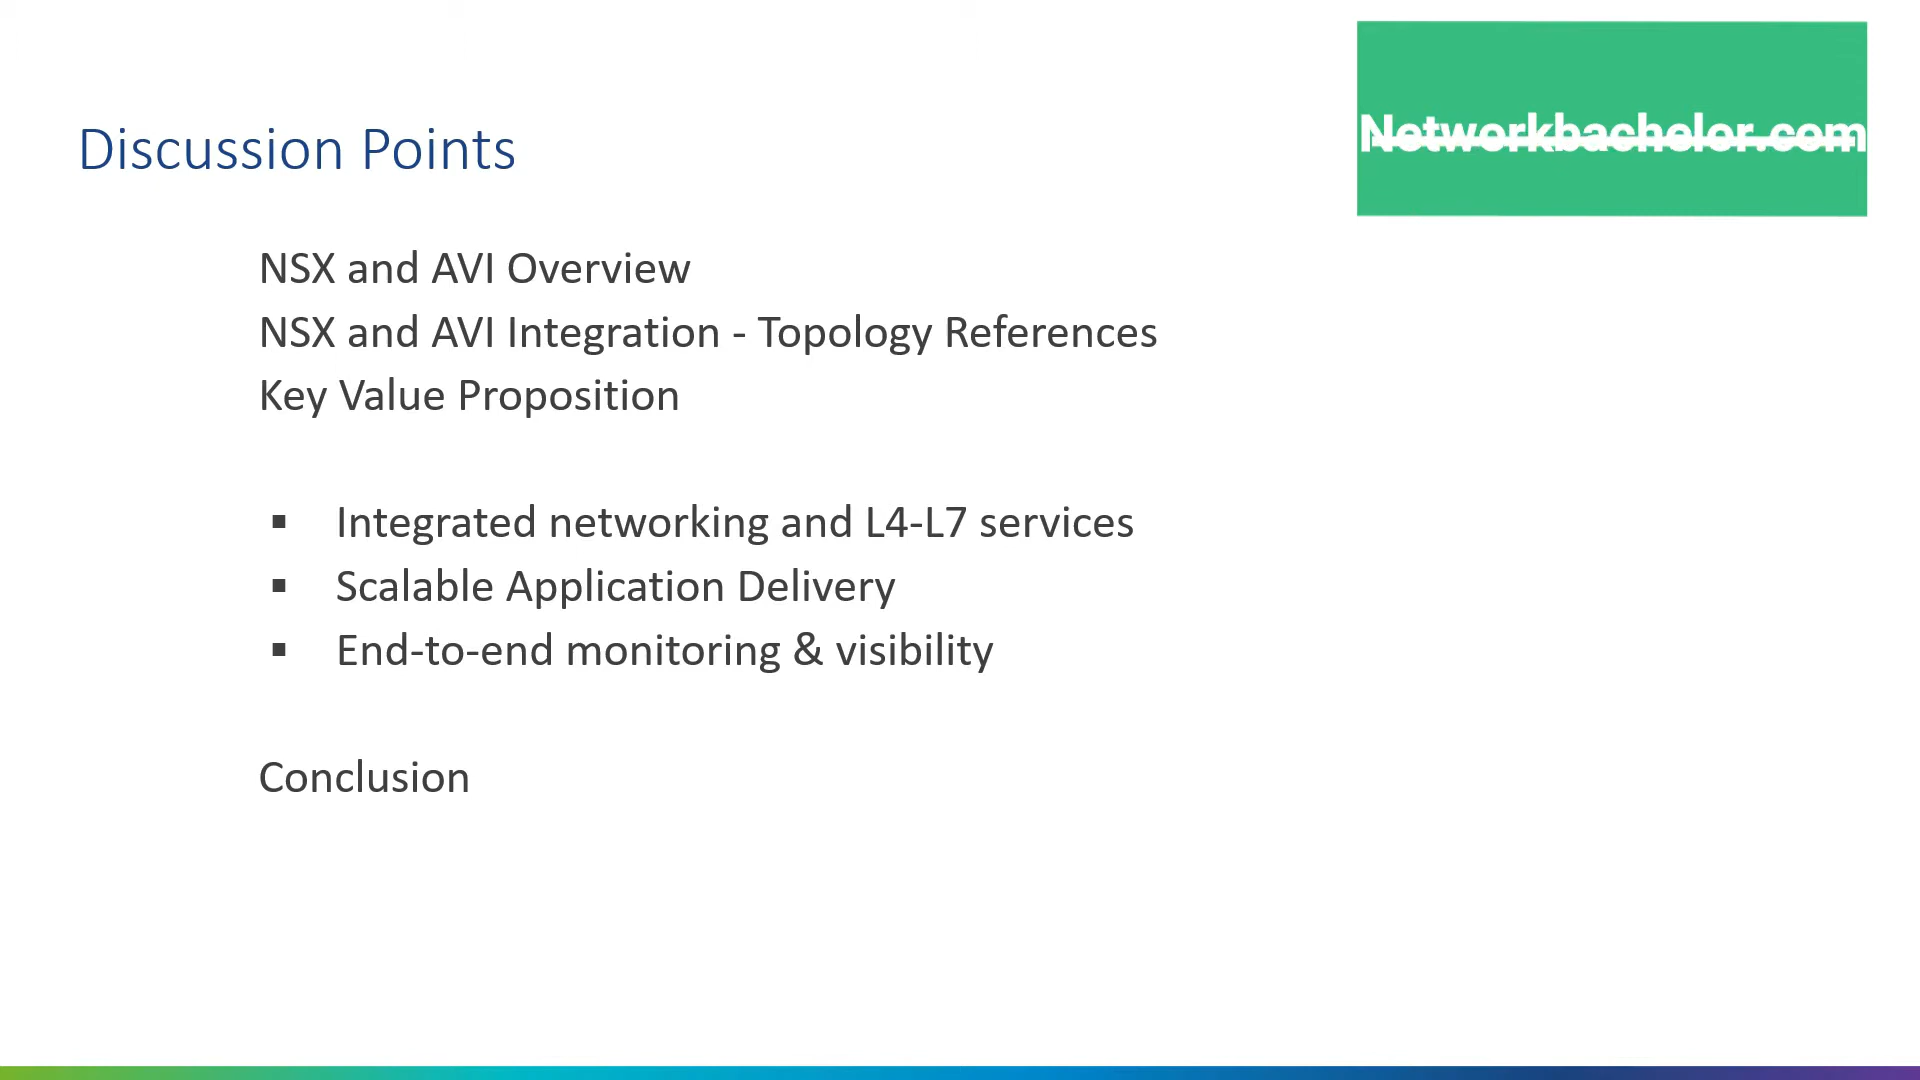 Networkbachelor.com
Discussion Points
NSX and AVI Overview
NSX and AVI Integration - Topology References
Key Value Proposition
▪ Integrated networking and L4-L7 services
▪ Scalable Application Delivery
▪ End-to-end monitoring & visibility
Conclusion